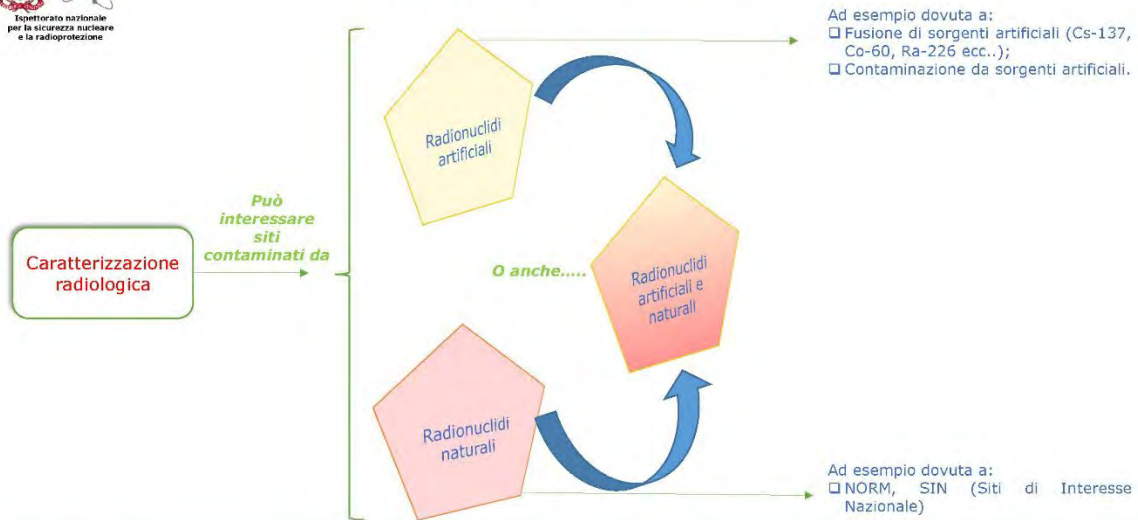 Ispettorato nazionale
per la sicurezza nucleare
e la radioprotezione
Ad esempio dovuta a:
Fusione di sorgenti artificiali (Cs-137,
Co-60, Ra-226 ecc..);
Contaminazione da sorgenti artificiali.
Radionuclidi
artificiali
Può
interessare
siti
contaminati da
Caratterizzazione
radiologica
O anche.....
Radionuclidi
artificiali e
naturali
Radionuclidi
naturali
Ad esempio dovuta a:
NORM, SIN (Siti di Interesse
Nazionale)